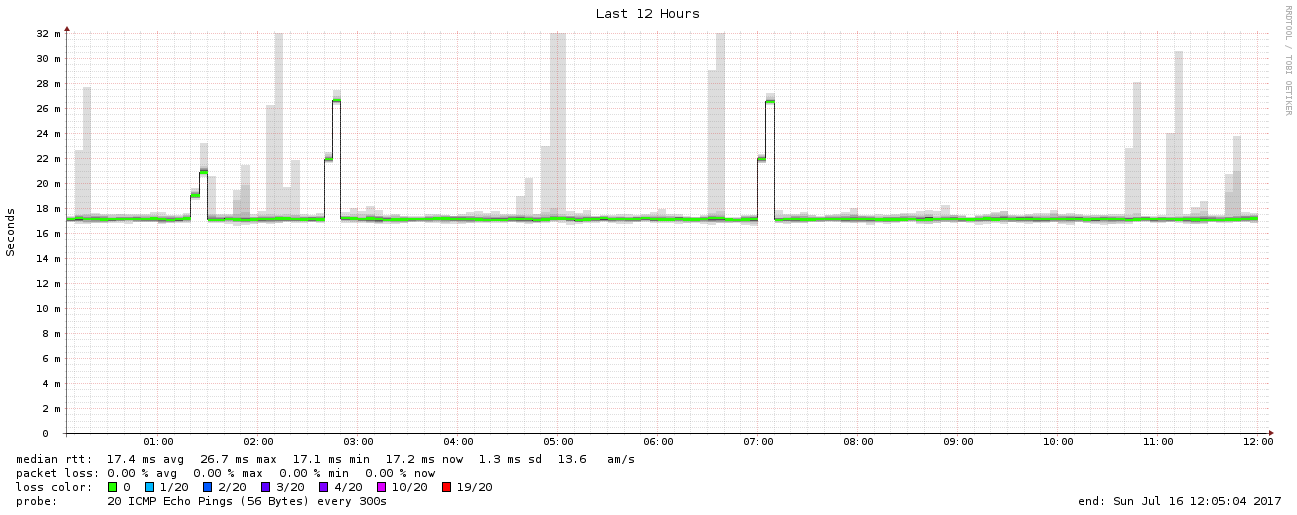 Last 12 Hours
RRDTOOL / TOBI OETIKER
Seconds
32 m
30 m
28 m
26 m
24 m
22 m
20 m
18 m
16 m
14 m
12 m
10 m
8 m
6 m
4 m
2 m
0
01:00 02:00 03:00 04:00 05:00 06:00 07:00 08:00 09:00 10:00 11:00 12:00
median rtt: 17.4 ms avg 26.7 ms max 17.1 ms min 17.2 ms now 1.3 ms sd 13.6 am/s
packet loss: 0.00 % avg 0.00 % max 0.00 % min 0.00 % now
loss color: 0 1/20 2/20 3/20 4/20 10/20 19/20
probe: 20 ICMP Echo Pings (56 Bytes) every 300s end: Sun Jul 16 12:05:04 2017